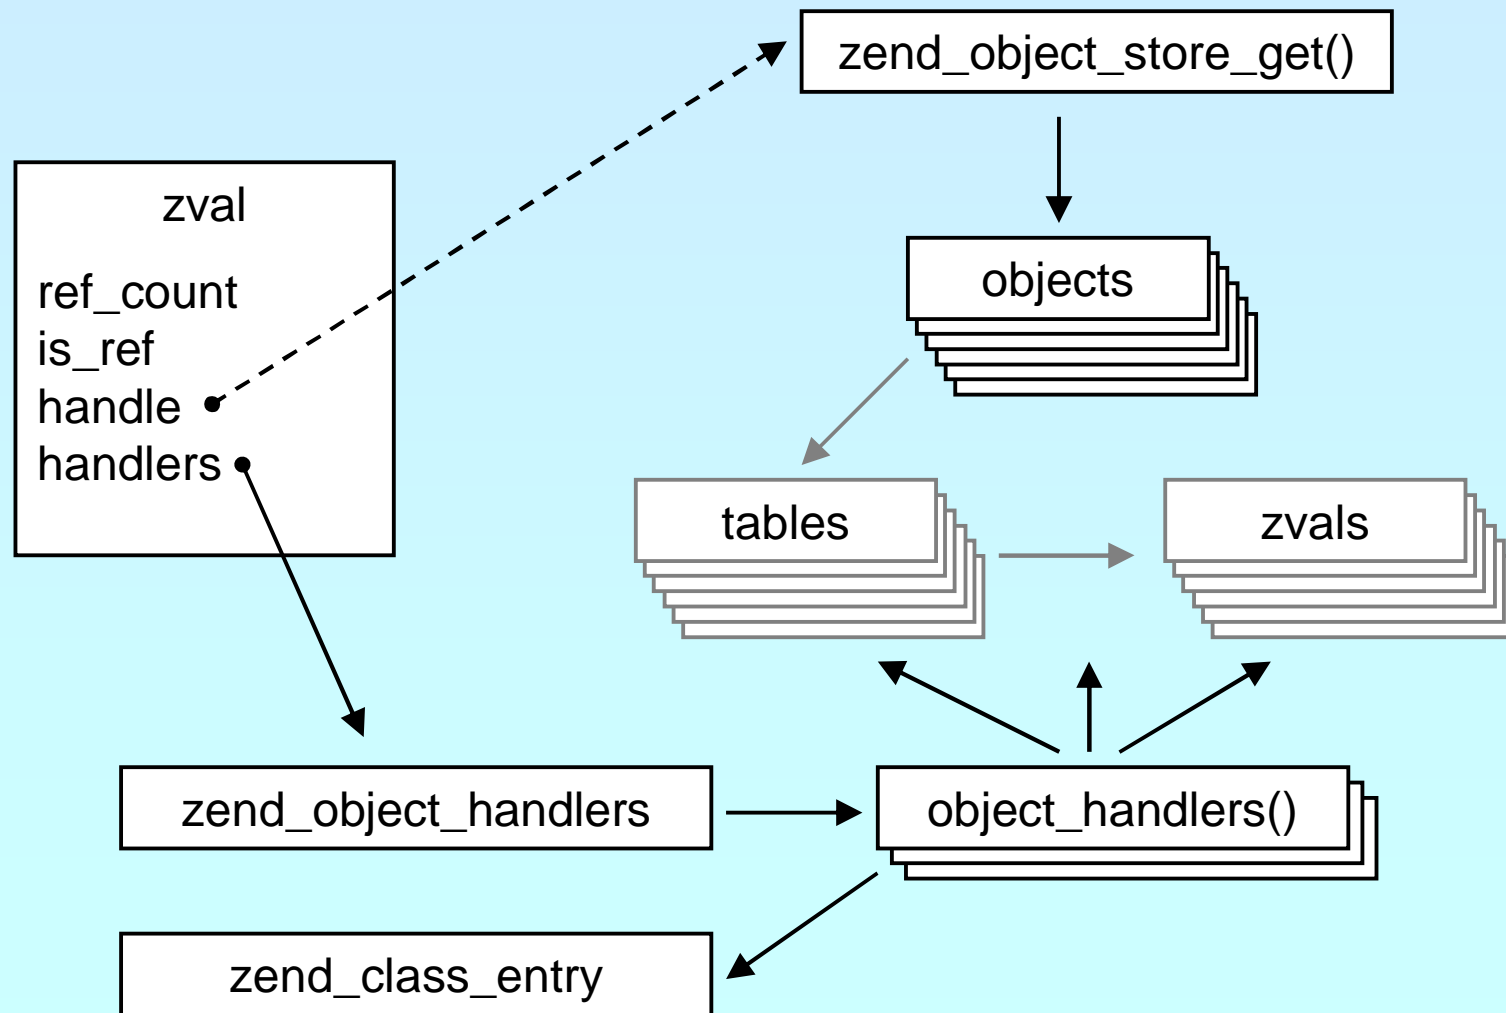 zend_object_store_get()
zval
ref_count
is_ref
handle
handlers
objects
tables
zvals
zend_object_handlers
object_handlers()
zend_class_entry